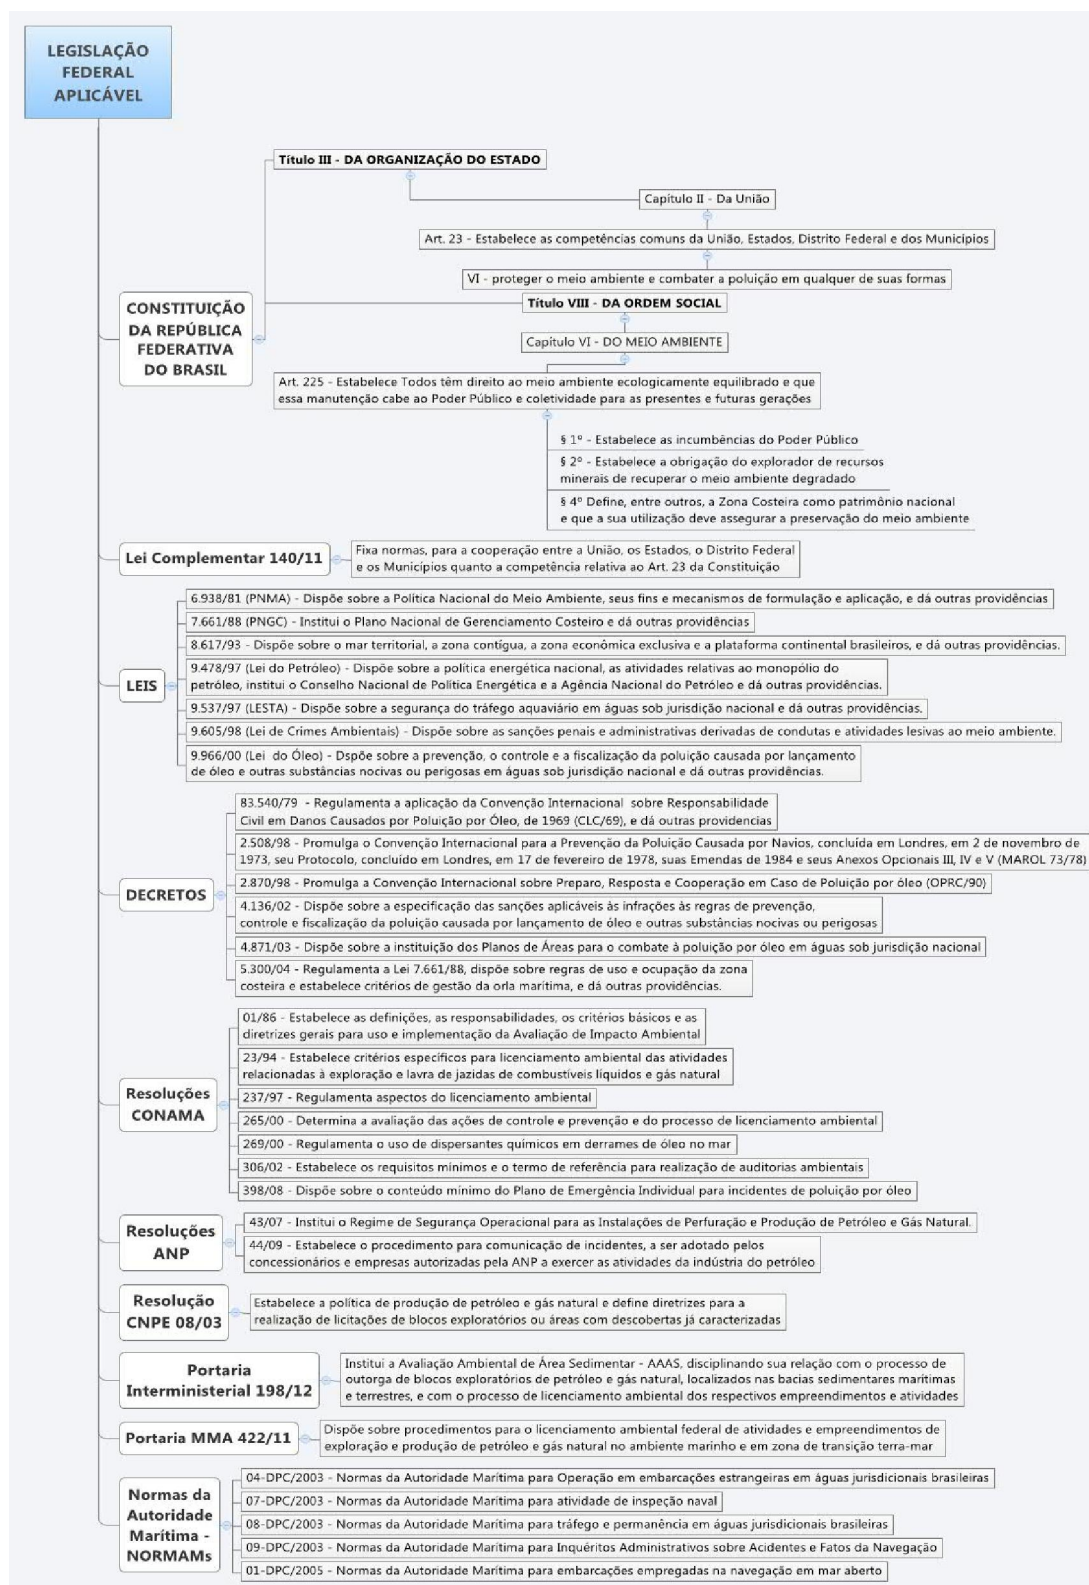 LEGISLAÇÃO
FEDERAL
APLICÁVEL
Título III - DA ORGANIZAÇÃO DO ESTADO
Capítulo II - Da União
Art. 23 - Estabelece as competências comuns da União, Estados, Distrito Federal e dos Municípios
VI - proteger o meio ambiente e combater a poluição em qualquer de suas formas
CONSTITUIÇÃO
DA REPÚBLICA
FEDERATIVA
DO BRASIL
Título VIII - DA ORDEM SOCIAL
Capítulo VI - DO MEIO AMBIENTE
Art. 225 - Estabelece Todos têm direito ao meio ambiente ecologicamente equilibrado e que
essa manutenção cabe ao Poder Público e coletividade para as presentes e futuras gerações
§ 1º - Estabelece as incumbências do Poder Público
§ 2º - Estabelece a obrigação do explorador de recursos
minerais de recuperar o meio ambiente degradado
§ 4º Define, entre outros, a Zona Costeira como patrimônio nacional
e que a sua utilização deve assegurar a preservação do meio ambiente
Lei Complementar 140/11
Fixa normas, para a cooperação entre a União, os Estados, o Distrito Federal
e os Municípios quanto a competência relativa ao Art. 23 da Constituição
LEIS
6.938/81 (PNMA) - Dispõe sobre a Política Nacional do Meio Ambiente, seus fins e mecanismos de formulação e aplicação, e dá outras providências
7.661/88 (PNGC) - Institui o Plano Nacional de Gerenciamento Costeiro e dá outras providências
8.617/93 - Dispõe sobre o mar territorial, a zona contígua, a zona econômica exclusiva e a plataforma continental brasileiros, e dá outras providências.
9.478/97 (Lei do Petróleo) - Dispõe sobre a política energética nacional, as atividades relativas ao monopólio do
petróleo, institui o Conselho Nacional de Política Energética e a Agência Nacional do Petróleo e dá outras providências.
9.537/97 (LESTA) - Dispõe sobre a segurança do tráfego aquaviário em águas sob jurisdição nacional e dá outras providências.
9.605/98 (Lei de Crimes Ambientais) - Dispõe sobre as sanções penais e administrativas derivadas de condutas e atividades lesivas ao meio ambiente.
9.966/00 (Lei do Óleo) - Dspõe sobre a prevenção, o controle e a fiscalização da poluição causada por lançamento
de óleo e outras substâncias nocivas ou perigosas em águas sob jurisdição nacional e dá outras providências.
DECRETOS
83.540/79 - Regulamenta a aplicação da Convenção Internacional sobre Responsabilidade
Civil em Danos Causados por Poluição por Óleo, de 1969 (CLC/69), e dá outras providencias
2.508/98 - Promulga o Convenção Internacional para a Prevenção da Poluição Causada por Navios, concluída em Londres, em 2 de novembro de
1973, seu Protocolo, concluído em Londres, em 17 de fevereiro de 1978, suas Emendas de 1984 e seus Anexos Opcionais III, IV e V (MAROL 73/78)
2.870/98 - Promulga a Convenção Internacional sobre Preparo, Resposta e Cooperação em Caso de Poluição por óleo (OPRC/90)
4.136/02 - Dispõe sobre a especificação das sanções aplicáveis às infrações às regras de prevenção,
controle e fiscalização da poluição causada por lançamento de óleo e outras substâncias nocivas ou perigosas
4.871/03 - Dispõe sobre a instituição dos Planos de Áreas para o combate à poluição por óleo em águas sob jurisdição nacional
5.300/04 - Regulamenta a Lei 7.661/88, dispõe sobre regras de uso e ocupação da zona
costeira e estabelece critérios de gestão da orla marítima, e dá outras providências.
Resoluções
CONAMA
01/86 - Estabelece as definições, as responsabilidades, os critérios básicos e as
diretrizes gerais para uso e implementação da Avaliação de Impacto Ambiental
23/94 - Estabelece critérios específicos para licenciamento ambiental das atividades
relacionadas à exploração e lavra de jazidas de combustíveis líquidos e gás natural
237/97 - Regulamenta aspectos do licenciamento ambiental
265/00 - Determina a avaliação das ações de controle e prevenção e do processo de licenciamento ambiental
269/00 - Regulamenta o uso de dispersantes químicos em derrames de óleo no mar
306/02 - Estabelece os requisitos mínimos e o termo de referência para realização de auditorias ambientais
398/08 - Dispõe sobre o conteúdo mínimo do Plano de Emergência Individual para incidentes de poluição por óleo
Resoluções
ANP
43/07 - Institui o Regime de Segurança Operacional para as Instalações de Perfuração e Produção de Petróleo e Gás Natural.
44/09 - Estabelece o procedimento para comunicação de incidentes, a ser adotado pelos
concessionários e empresas autorizadas pela ANP a exercer as atividades da indústria do petróleo
Resolução
CNPE 08/03
Estabelece a política de produção de petróleo e gás natural e define diretrizes para a
realização de licitações de blocos exploratórios ou áreas com descobertas já caracterizadas
Portaria
Interministerial 198/12
Institui a Avaliação Ambiental de Área Sedimentar - AAAS, disciplinando sua relação com o processo de
outorga de blocos exploratórios de petróleo e gás natural, localizados nas bacias sedimentares marítimas
e terrestres, e com o processo de licenciamento ambiental dos respectivos empreendimentos e atividades
Portaria MMA 422/11
Dispõe sobre procedimentos para o licenciamento ambiental federal de atividades e empreendimentos de
exploração e produção de petróleo e gás natural no ambiente marinho e em zona de transição terra-mar
Normas da
Autoridade
Marítima -
NORMAMs
04-DPC/2003 - Normas da Autoridade Marítima para Operação em embarcações estrangeiras em águas jurisdicionais brasileiras
07-DPC/2003 - Normas da Autoridade Marítima para atividade de inspeção naval
08-DPC/2003 - Normas da Autoridade Marítima para tráfego e permanência em águas jurisdicionais brasileiras
09-DPC/2003 - Normas da Autoridade Marítima para Inquéritos Administrativos sobre Acidentes e Fatos da Navegação
01-DPC/2005 - Normas da Autoridade Marítima para embarcações empregadas na navegação em mar aberto